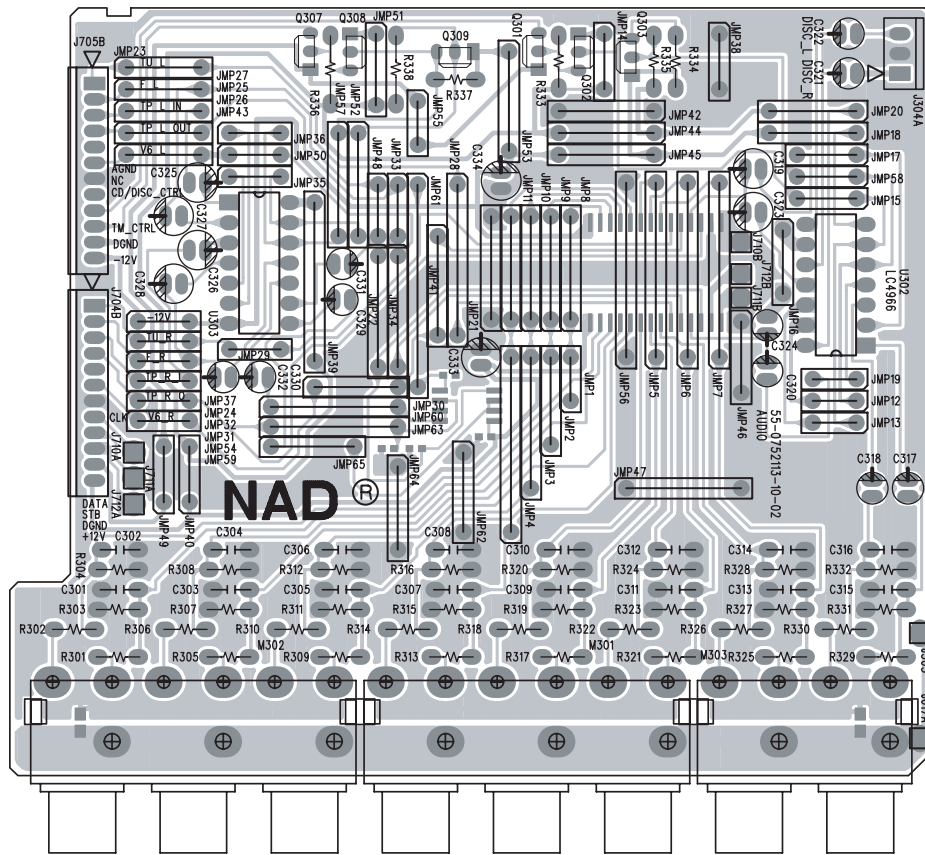 Q307
Q308
JMP51
Q309
Q301
JMP14
Q303
JMP38
DISC_L
C322
DISC_R
C321
J304A
J705B
JMP23
TU L
JMP27
F L
JMP25
JMP26
TP L IN
JMP43
TP L OUT
V6 L
R336
JMP57
JMP52
R338
R337
JMP55
R333
Q302
R335
R334
JMP36
JMP50
JMP35
JMP48
JMP33
JMP61
JMP28
C334
JMP53
JMP42
JMP44
JMP45
JMP20
JMP18
JMP17
JMP58
JMP15
C319
C323
AGND
NC
CD/DISC_CTRL
C325
C327
TM_CTRL
DGND
-12V
C328
C326
U303
JMP11
JMP10
JMP9
JMP8
J710B
J712B
J711B
U302
LC4966
C331
C329
JMP22
JMP34
JMP41
JMP21
C333
JMP16
C324
C320
J704B
-12V
TU_R
F_R
TP_R_I
TP_R_O
CLK
V6_R
JMP29
C332
C330
JMP39
JMP37
JMP24
JMP32
JMP31
JMP54
JMP59
JMP30
JMP60
JMP63
JMP65
JMP1
JMP2
JMP3
JMP4
JMP56
JMP5
JMP6
JMP7
JMP46
JMP19
JMP12
JMP13
55-0752113-10-02
AUDIO
J710A
J711A
J712A
NAD ®
JMP64
JMP47
C318
C317
DATA
STB
DGND
+12V
JMP49
JMP40
JMP62
C302
C304
C306
C308
C310
C312
C314
C316
R304
R308
R312
R316
R320
R324
R328
R332
C301
C303
C305
C307
C309
C311
C313
C315
R303
R307
R311
R315
R319
R323
R327
R331
R302
R306
R310
R314
R318
R322
R326
R330
M302
M301
M303
R301
R305
R309
R313
R317
R321
R325
R329